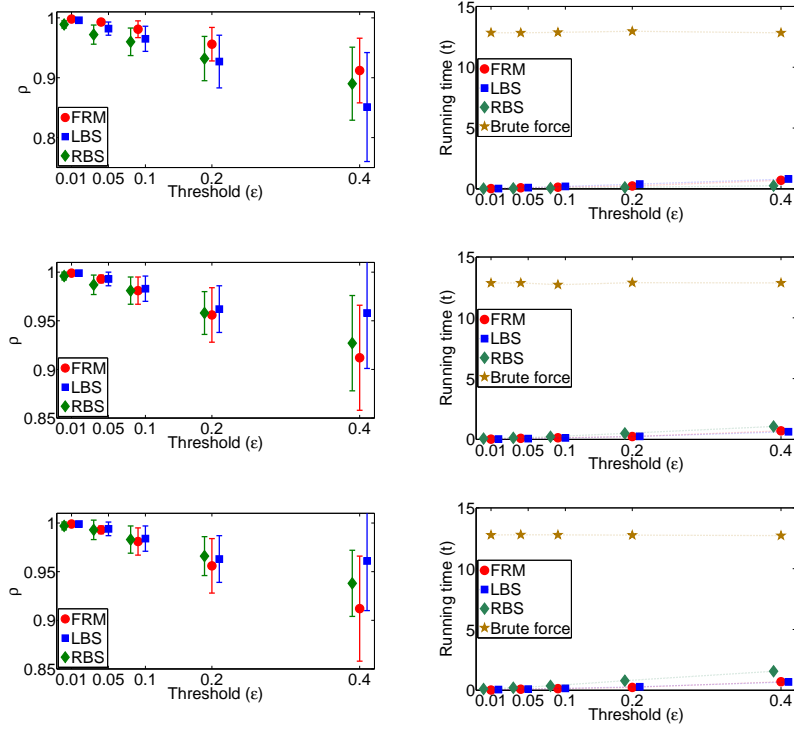 1
0.9
0.8
ρ
FRM
LBS
RBS
0.01
0.05
0.1
0.2
0.4
Threshold (ε)
15
10
5
0
Running time (t)
FRM
LBS
RBS
Brute force
0.01
0.05
0.1
0.2
0.4
Threshold (ε)
1
0.95
0.9
0.85
ρ
FRM
LBS
RBS
0.01
0.05
0.1
0.2
0.4
Threshold (ε)
15
10
5
0
Running time (t)
FRM
LBS
RBS
Brute force
0.01
0.05
0.1
0.2
0.4
Threshold (ε)
1
0.95
0.9
0.85
ρ
FRM
LBS
RBS
0.01
0.05
0.1
0.2
0.4
Threshold (ε)
15
10
5
0
Running time (t)
FRM
LBS
RBS
Brute force
0.01
0.05
0.1
0.2
0.4
Threshold (ε)